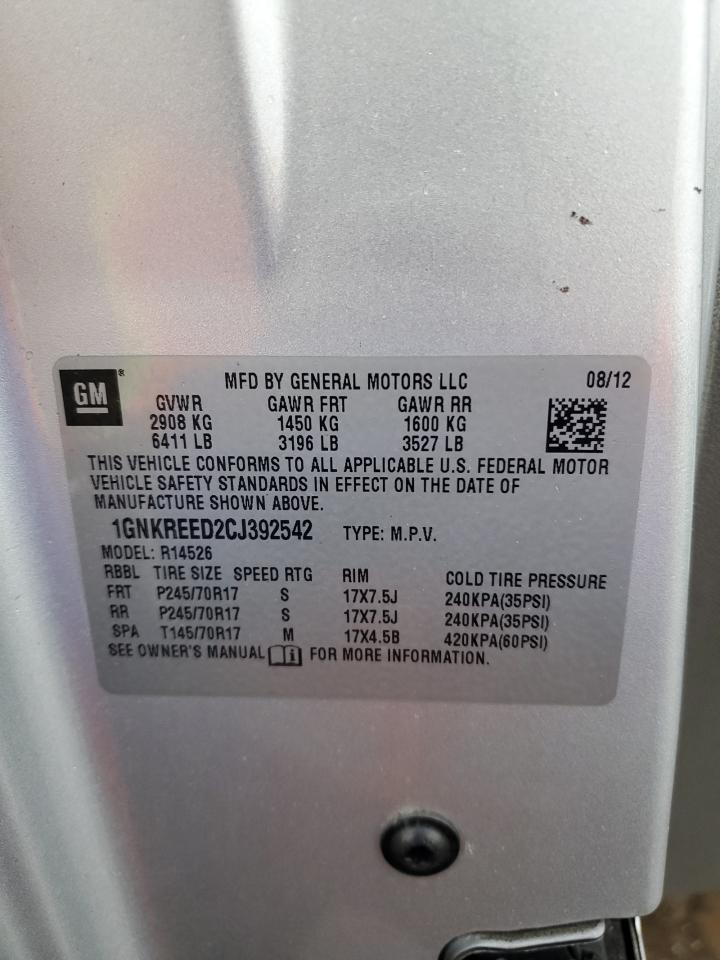 GM ® MFD BY GENERAL MOTORS LLC 08/12
GVWR GAWR FRT GAWR RR
2908 KG 1450 KG 1600 KG
6411 LB 3196 LB 3527 LB
THIS VEHICLE CONFORMS TO ALL APPLICABLE U.S. FEDERAL MOTOR
VEHICLE SAFETY STANDARDS IN EFFECT ON THE DATE OF
MANUFACTURE SHOWN ABOVE.
1GNKREED2CJ392542 TYPE: M.P.V.
MODEL: R14526
RBBL TIRE SIZE SPEED RTG RIM COLD TIRE PRESSURE
FRT P245/70R17 S 17X7.5J 240KPA(35PSI)
RR P245/70R17 S 17X7.5J 240KPA(35PSI)
SPA T145/70R17 M 17X4.5B 420KPA(60PSI)
SEE OWNER'S MANUAL i FOR MORE INFORMATION.